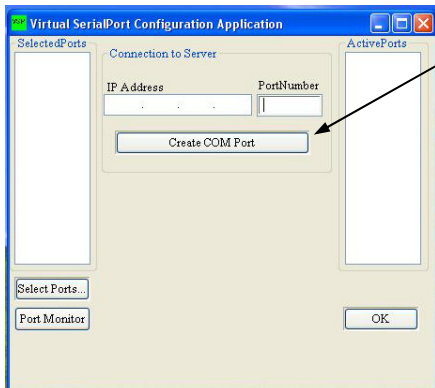 VSP Virtual SerialPort Configuration Application
SelectedPorts
Connection to Server
ActivePorts
IP Address
PortNumber
. . .
Create COM Port
Select Ports...
Port Monitor
OK